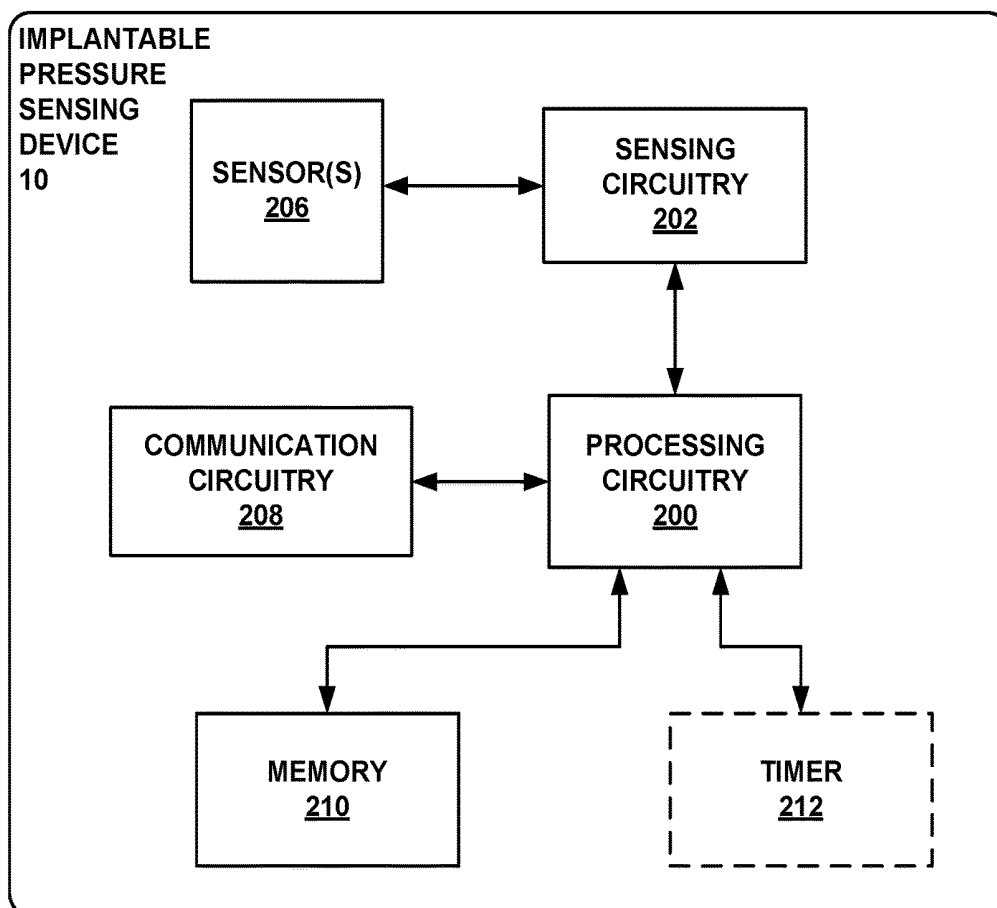 IMPLANTABLE
PRESSURE
SENSING
DEVICE
10
SENSOR(S)
206
SENSING
CIRCUITRY
202
COMMUNICATION
CIRCUITRY
208
PROCESSING
CIRCUITRY
200
MEMORY
210
TIMER
212